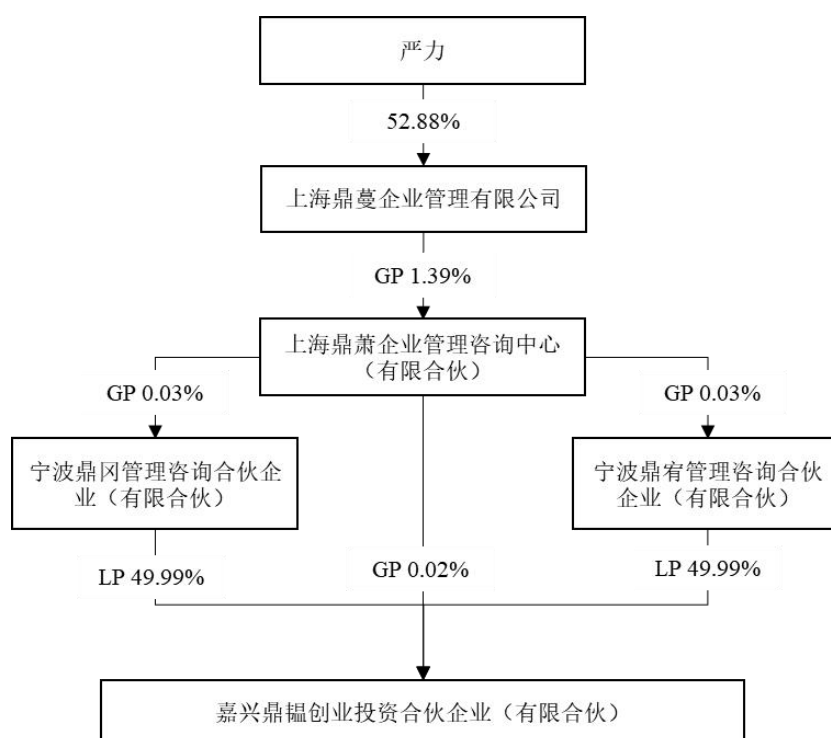 严力
52.88%
上海鼎蔓企业管理有限公司
GP 1.39%
上海鼎萧企业管理咨询中心
（有限合伙）
GP 0.03%
GP 0.03%
宁波鼎冈管理咨询合伙企
业（有限合伙）
宁波鼎宥管理咨询合伙
企业（有限合伙）
LP 49.99%
GP 0.02%
LP 49.99%
嘉兴鼎韫创业投资合伙企业（有限合伙）